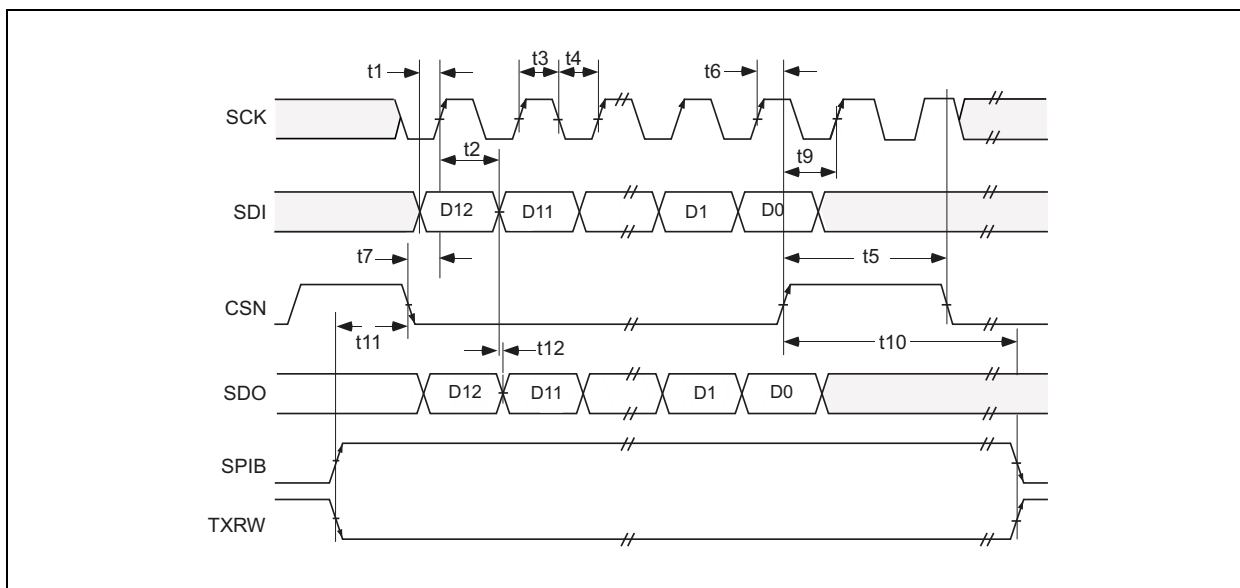 t3 t4
t1
t6
SCK
t2
t9
SDI
D12 D11 D1 D0
t7
t5
CSN
t11
t12
t10
SDO
D12 D11 D1 D0
SPIB
TXRW